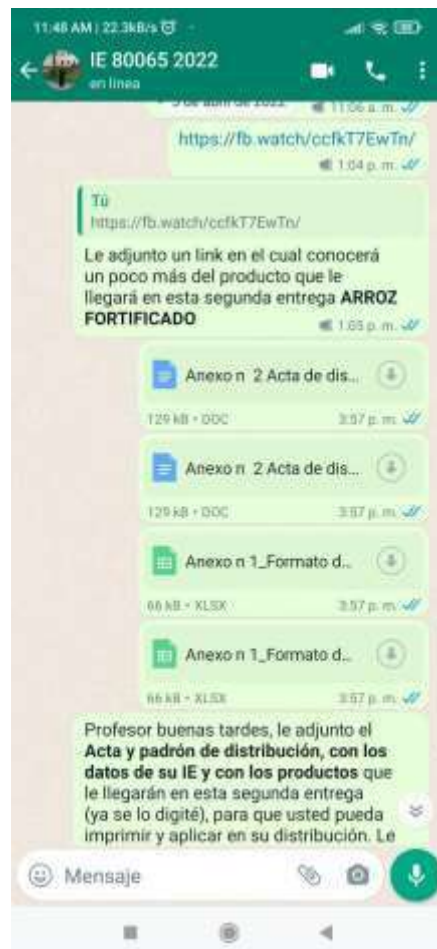 11:46 AM | 22.3kB/s
IE 80065 2022
en línea
11:06 a. m.
https://fb.watch/ccfkT7EwTn/
1:04 p. m.
Tú
https://fb.watch/ccfkT7EwTn/
Le adjunto un link en el cual conocerá
un poco más del producto que le
llegará en esta segunda entrega ARROZ
FORTIFICADO
1:05 p. m.
Anexo n 2 Acta de dis...
129 kB • DOC 3:57 p. m.
Anexo n 2 Acta de dis...
129 kB • DOC 3:57 p. m.
Anexo n 1_Formato d...
66 kB • XLSX 3:57 p. m.
Anexo n 1_Formato d...
66 kB • XLSX 3:57 p. m.
Profesor buenas tardes, le adjunto el
Acta y padrón de distribución, con los
datos de su IE y con los productos que
le llegarán en esta segunda entrega
(ya se lo digité), para que usted pueda
imprimir y aplicar en su distribución. Le
Mensaje